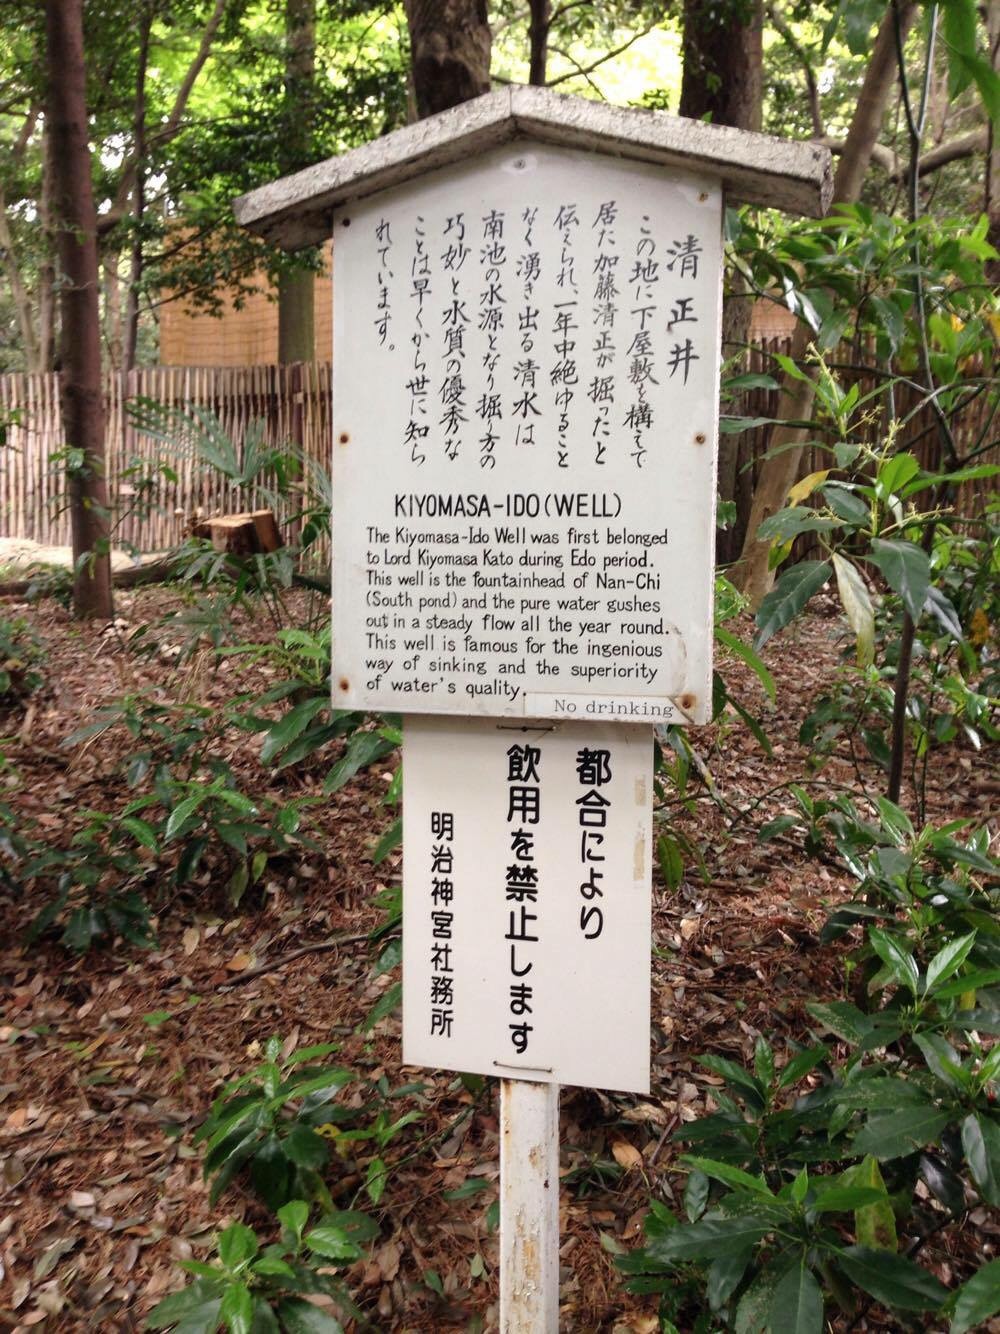 清正井
この地に下屋敷を構えて
居た加藤清正が掘ったと
伝えられ、一年中絶ゆること
なく湧き出る清水は
南池の水源となり掘り方の
巧妙と水質の優秀な
ことは早くから世に知ら
れています。
KIYOMASA-IDO(WELL)
The Kiyomasa-Ido Well was first belonged
to Lord Kiyomasa Kato during Edo period.
This well is the fountainhead of Nan-Chi
(South pond) and the pure water gushes
out in a steady flow all the year round.
This well is famous for the ingenious
way of sinking and the superiority
of water's quality.
No drinking
都合により
飲用を禁止します
明治神宮社務所